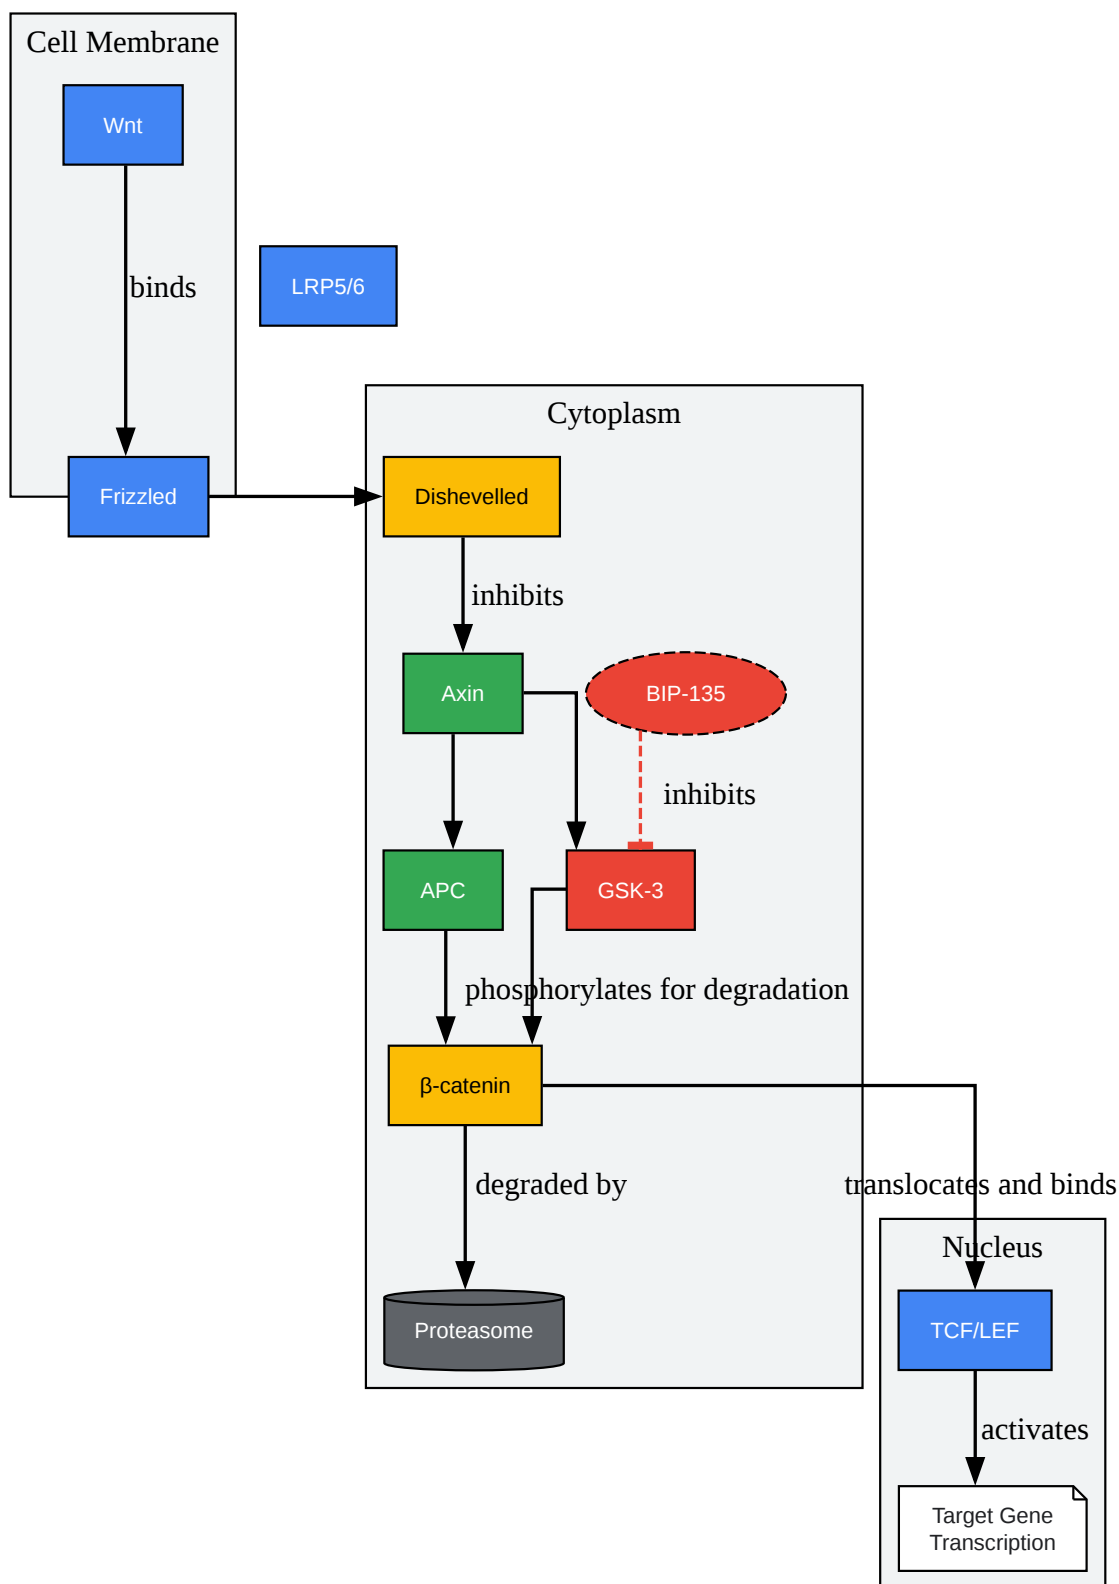 Cell Membrane
Wnt
binds
LRP5/6
Cytoplasm
Frizzled
Dishevelled
inhibits
Axin
BIP-135
inhibits
APC
GSK-3
phosphorylates for degradation
β-catenin
degraded by
translocates and binds
Nucleus
Proteasome
TCF/LEF
activates
Target Gene
Transcription